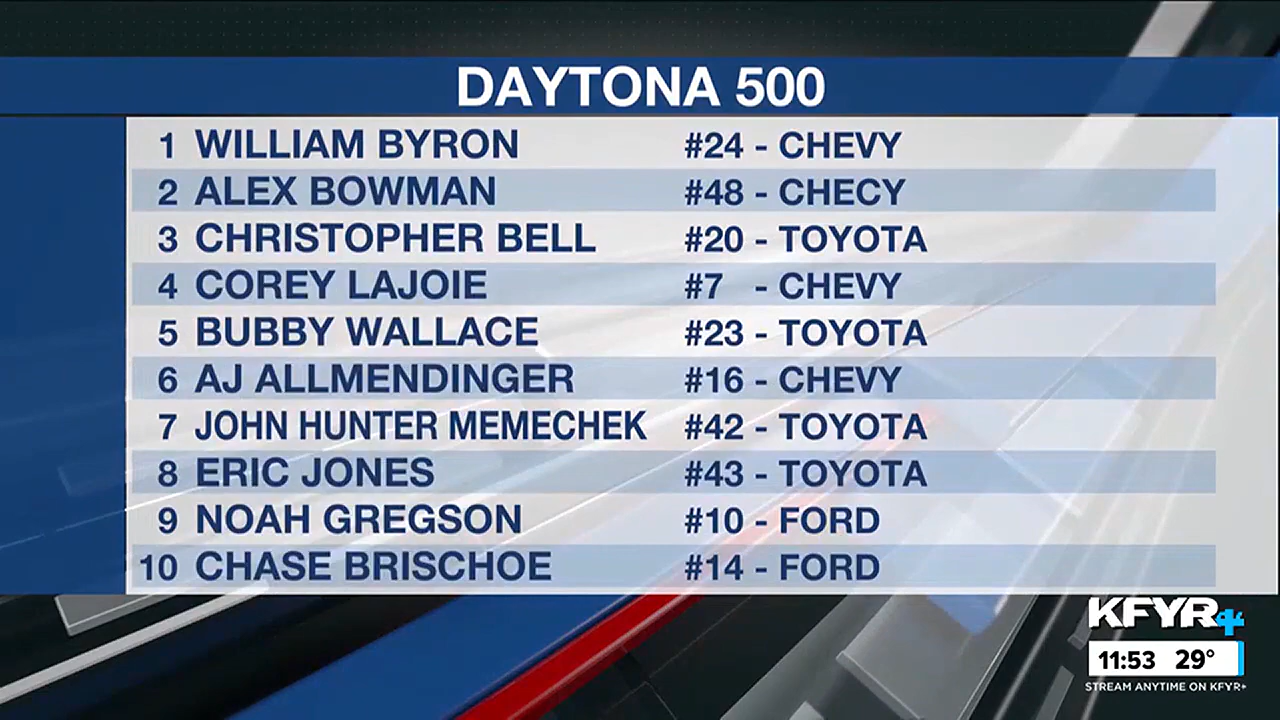 DAYTONA 500
1 WILLIAM BYRON #24 - CHEVY
2 ALEX BOWMAN #48 - CHECY
3 CHRISTOPHER BELL #20 - TOYOTA
4 COREY LAJOIE #7 - CHEVY
5 BUBBY WALLACE #23 - TOYOTA
6 AJ ALLMENDINGER #16 - CHEVY
7 JOHN HUNTER MEMECHEK #42 - TOYOTA
8 ERIC JONES #43 - TOYOTA
9 NOAH GREGSON #10 - FORD
10 CHASE BRISCHOE #14 - FORD
KFYR+
11:53 29°
STREAM ANYTIME ON KFYR+